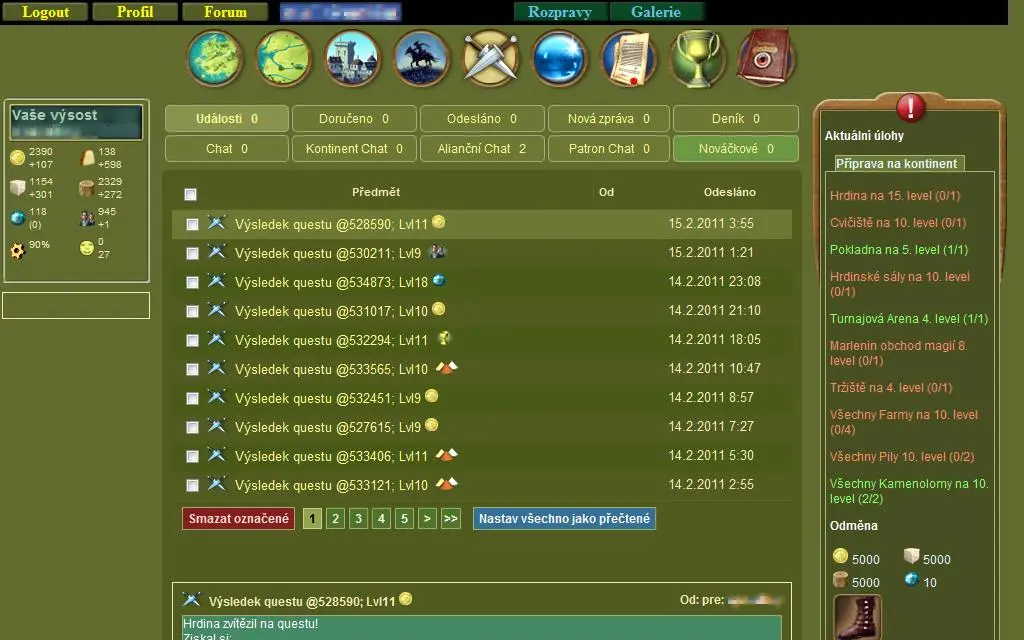 Logout Profil Forum Rozpravy Galerie
Vaše výsost
2390 138
+107 +598
1154 2329
+301 +272
118 945
(0) +1
90% 0
27
Události 0 Doručeno 0 Odesláno 0 Nová zpráva 0 Deník 0
Chat 0 Kontinent Chat 0 Alianční Chat 2 Patron Chat 0 Nováčkové 0
Předmět Od Odesláno
Výsledek questu @528590; Lvl11 15.2.2011 3:55
Výsledek questu @530211; Lvl9 15.2.2011 1:21
Výsledek questu @534873; Lvl18 14.2.2011 23:08
Výsledek questu @531017; Lvl10 14.2.2011 21:10
Výsledek questu @532294; Lvl11 14.2.2011 18:05
Výsledek questu @533565; Lvl10 14.2.2011 10:47
Výsledek questu @532451; Lvl9 14.2.2011 8:57
Výsledek questu @527615; Lvl9 14.2.2011 7:27
Výsledek questu @533406; Lvl11 14.2.2011 5:30
Výsledek questu @533121; Lvl10 14.2.2011 2:55
Smazat označené 1 2 3 4 5 > >> Nastav všechno jako přečtené
Výsledek questu @528590; Lvl11 Od: pre:
Hrdina zvítězil na questu!
Získal si:
Aktuální úlohy
Příprava na kontinent
Hrdina na 15. level (0/1)
Cvičiště na 10. level (0/1)
Pokladna na 5. level (1/1)
Hrdinské sály na 10. level
(0/1)
Turnajová Arena 4. level (1/1)
Marlenin obchod magií 8.
level (0/1)
Tržiště na 4. level (0/1)
Všechny Farmy na 10. level
(0/4)
Všechny Pily 10. level (0/2)
Všechny Kamenolomy na 10.
level (2/2)
Odměna
5000 5000
5000 10